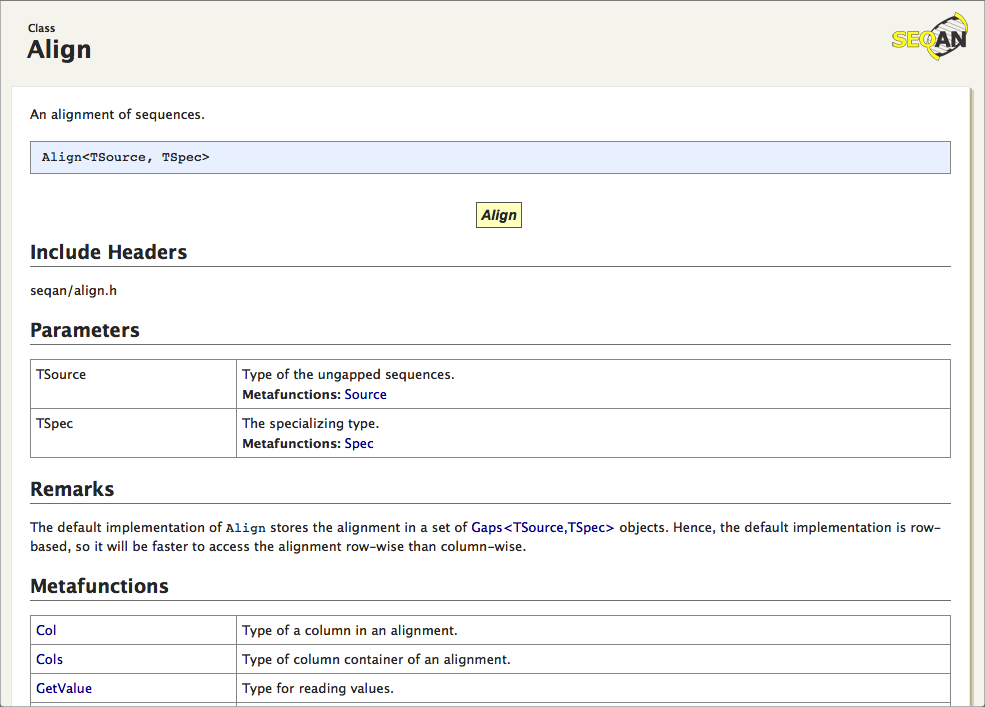 Class
Align
SEQAN
An alignment of sequences.
Align<TSource, TSpec>
Align
Include Headers
seqan/align.h
Parameters
TSource
Type of the ungapped sequences.
Metafunctions: Source
TSpec
The specializing type.
Metafunctions: Spec
Remarks
The default implementation of Align stores the alignment in a set of Gaps<TSource,TSpec> objects. Hence, the default implementation is row-
based, so it will be faster to access the alignment row-wise than column-wise.
Metafunctions
Col
Type of a column in an alignment.
Cols
Type of column container of an alignment.
GetValue
Type for reading values.